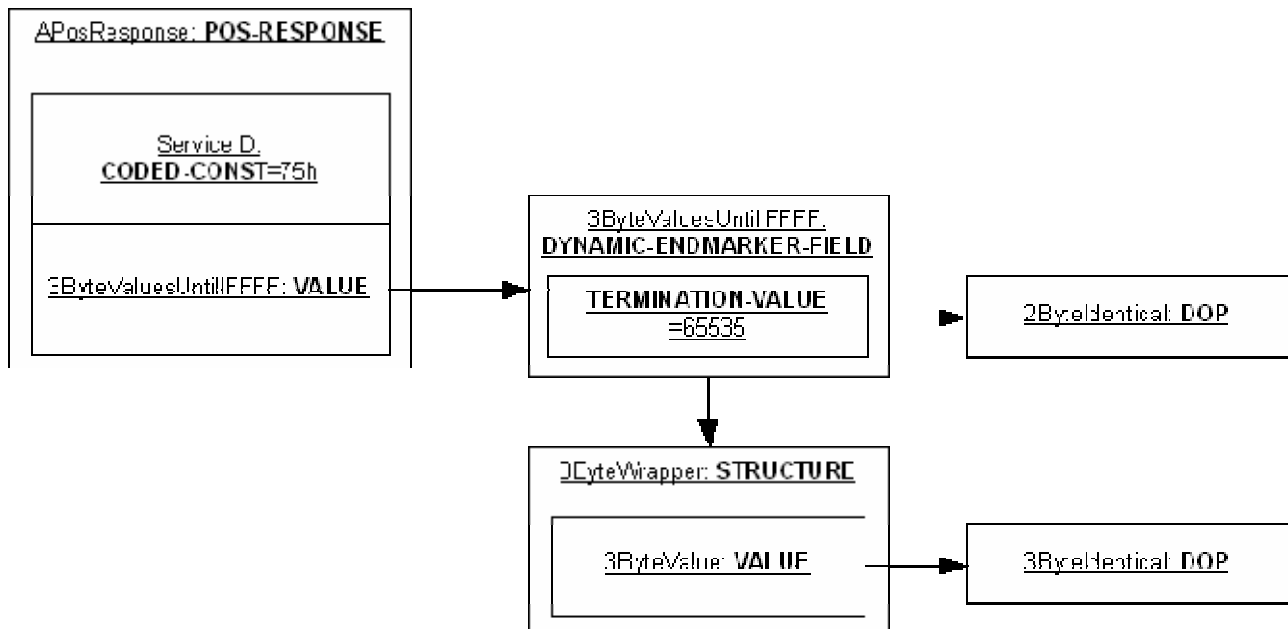 APosResponse: POS-RESPONSE
Service D.
CODED-CONST=75h
3ByteValuesUntilFFFF: VALUE
3ByteValuesUntilFFFF.
DYNAMIC-ENDMARKER-FIELD
TERMINATION-VALUE
=65535
2ByteIdentical: DOP
3ByteWrapper: STRUCTURE
3ByteValue: VALUE
3ByteIdentical: DOP